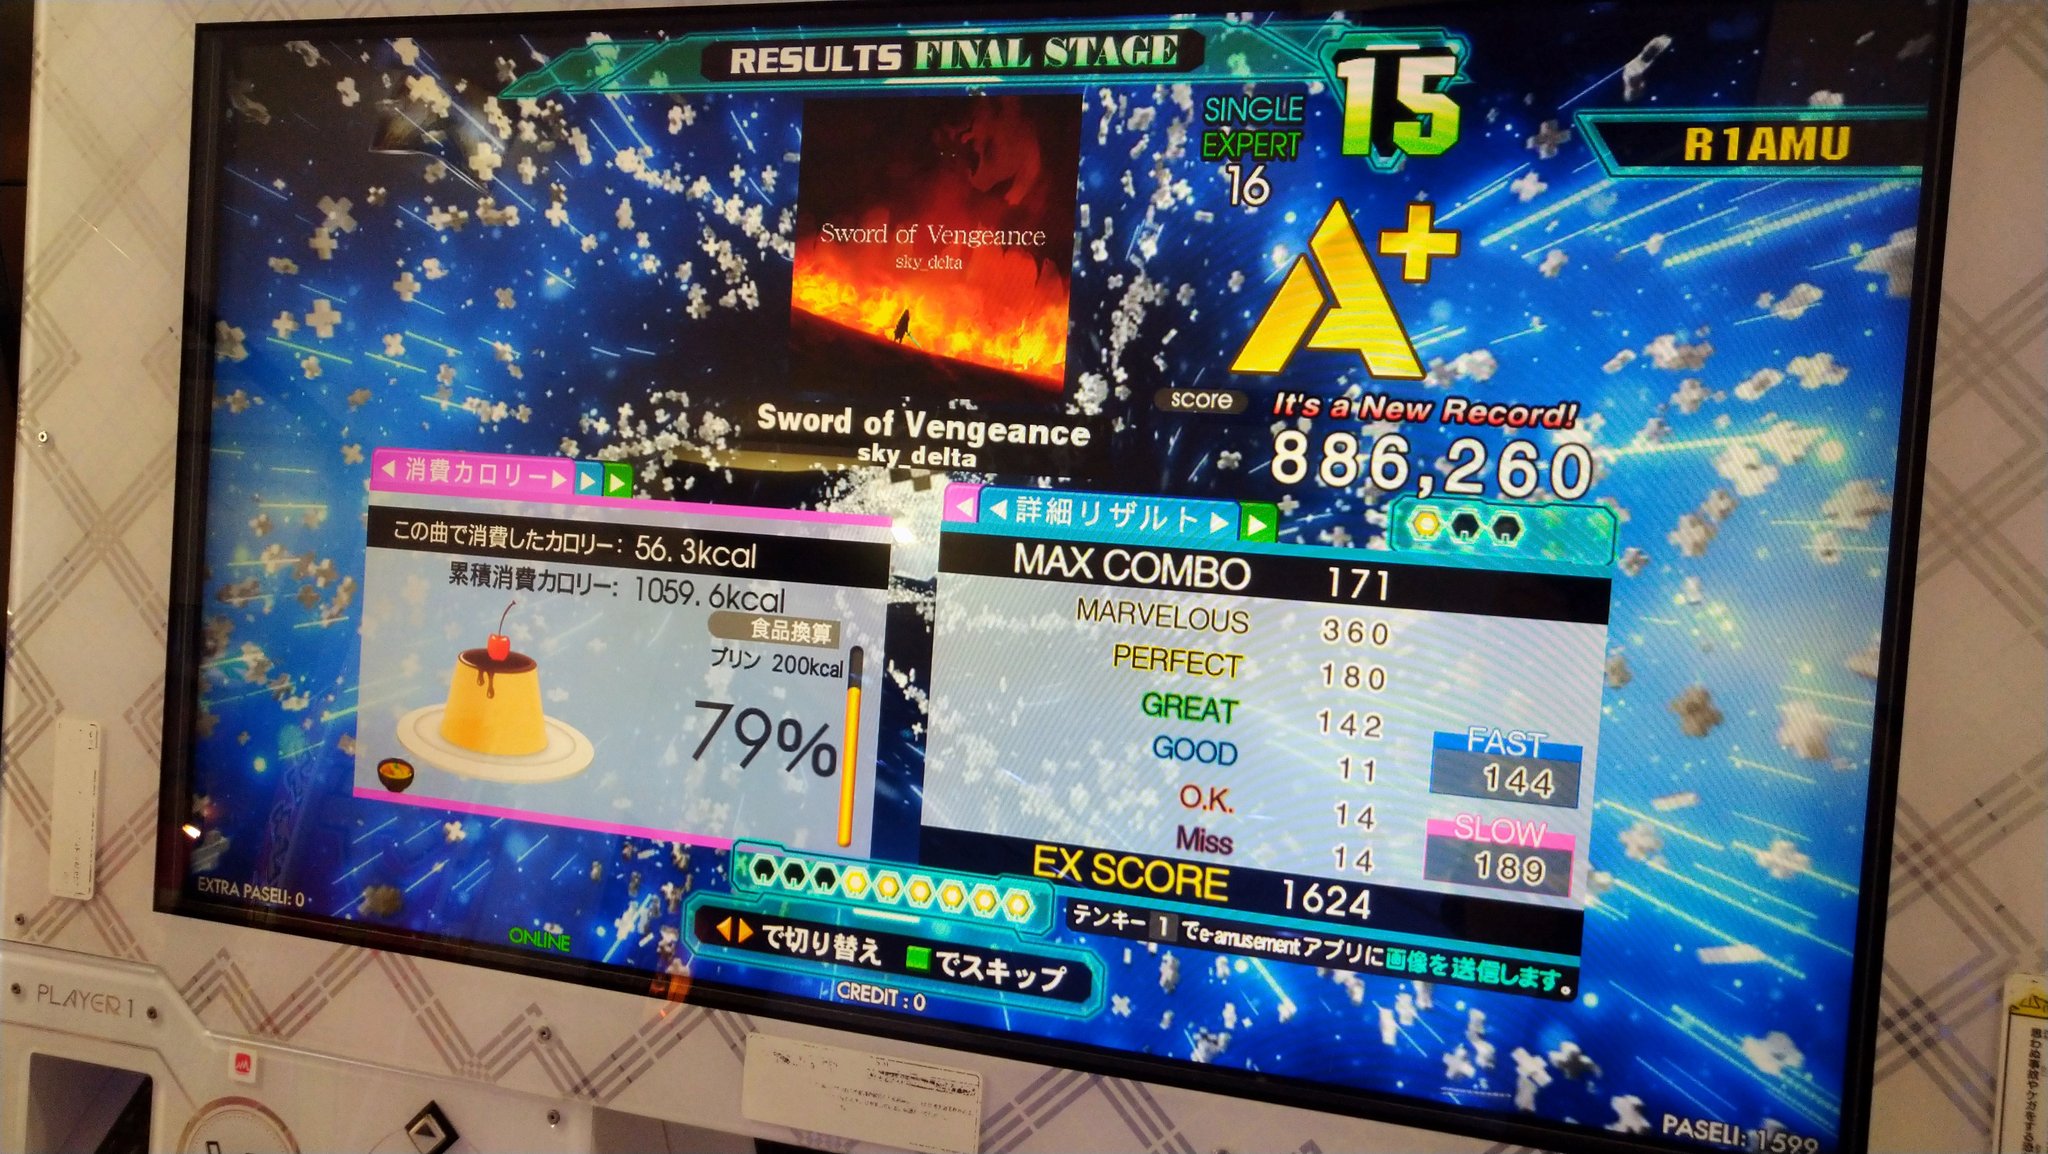 RESULTS FINAL STAGE
15
SINGLE
EXPERT
16
R1AMU
A+
Sword of Vengeance
sky_delta
Sword of Vengeance
sky_delta
score
It's a New Record!
886,260
消費カロリー
この曲で消費したカロリー: 56.3kcal
累積消費カロリー: 1059.6kcal
食品換算
プリン 200kcal
79%
詳細リザルト
MAX COMBO 171
MARVELOUS 360
PERFECT 180
GREAT 142
GOOD 11
O.K. 14
Miss 14
FAST
144
SLOW
189
EX SCORE 1624
で切り替え でスキップ
テンキー 1 でe-amusementアプリに画像を送信します。
EXTRA PASELI: 0
ONLINE
CREDIT : 0
PASELI: 1599
PLAYER 1